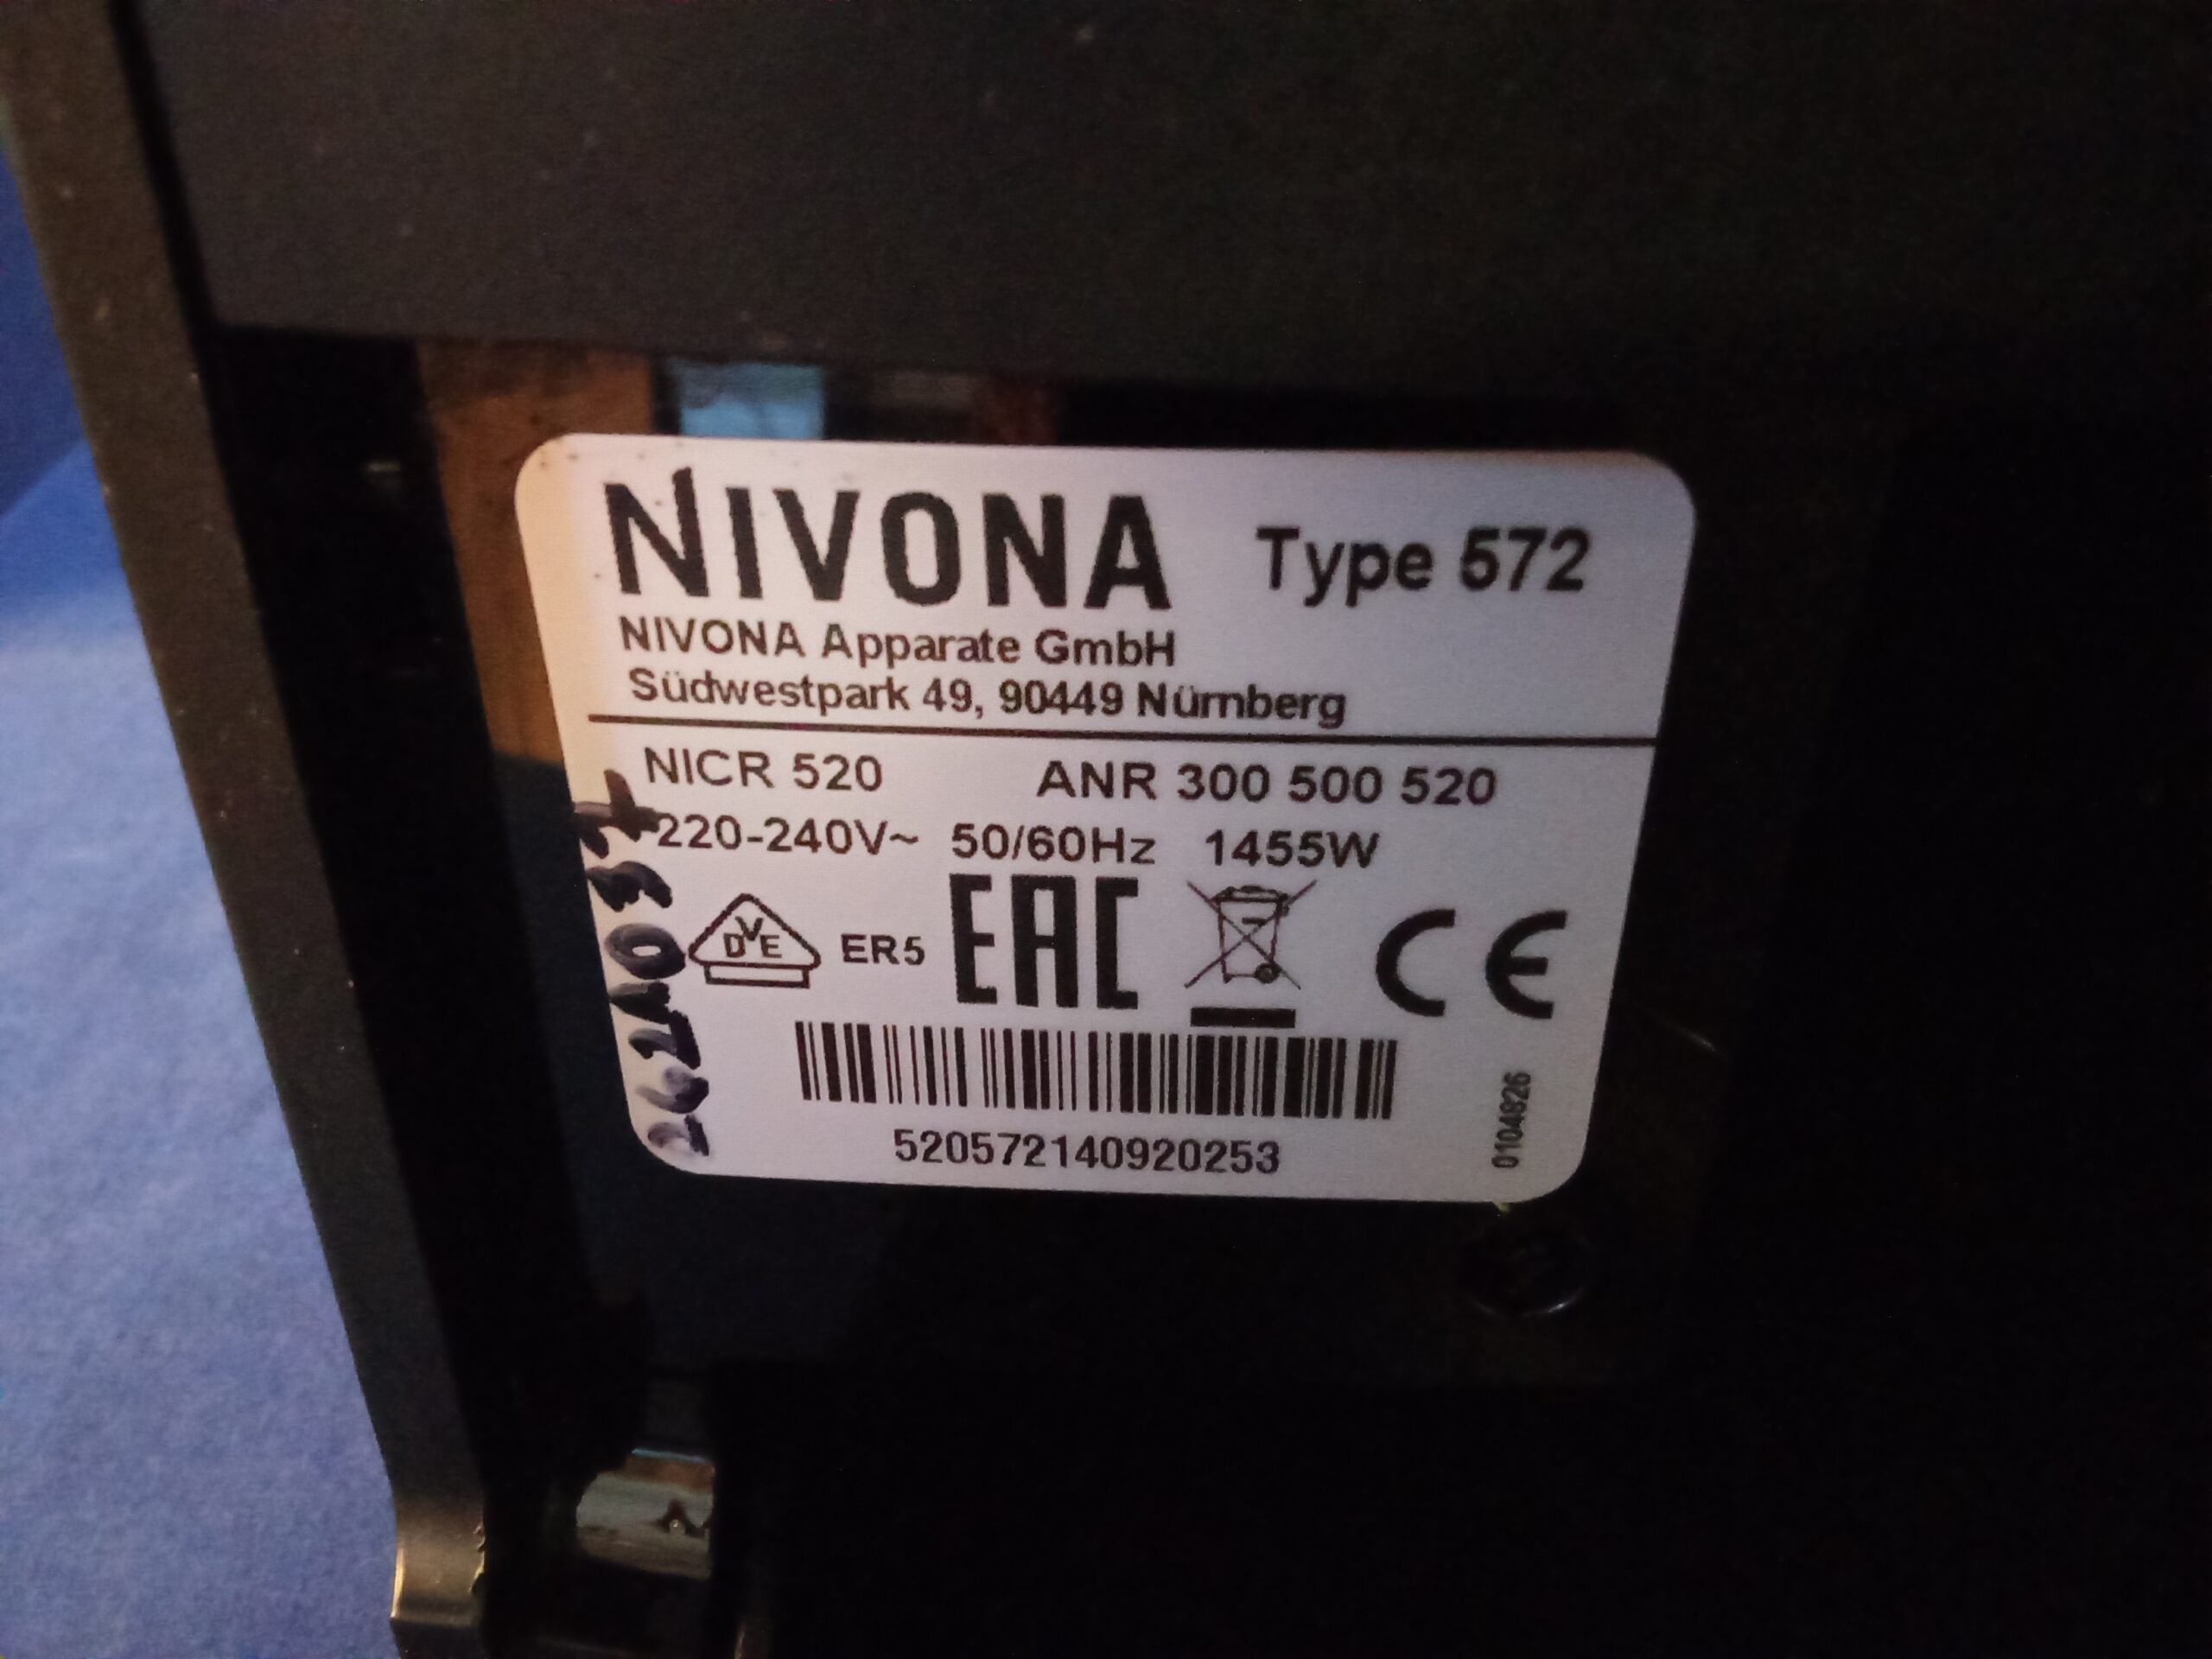 NIVONA Type 572
NIVONA Apparate GmbH
Südwestpark 49, 90449 Nürnberg
NICR 520 ANR 300 500 520
220-240V~ 50/60Hz 1455W
DVE ER5 EAC CE
520572140920253
0104826